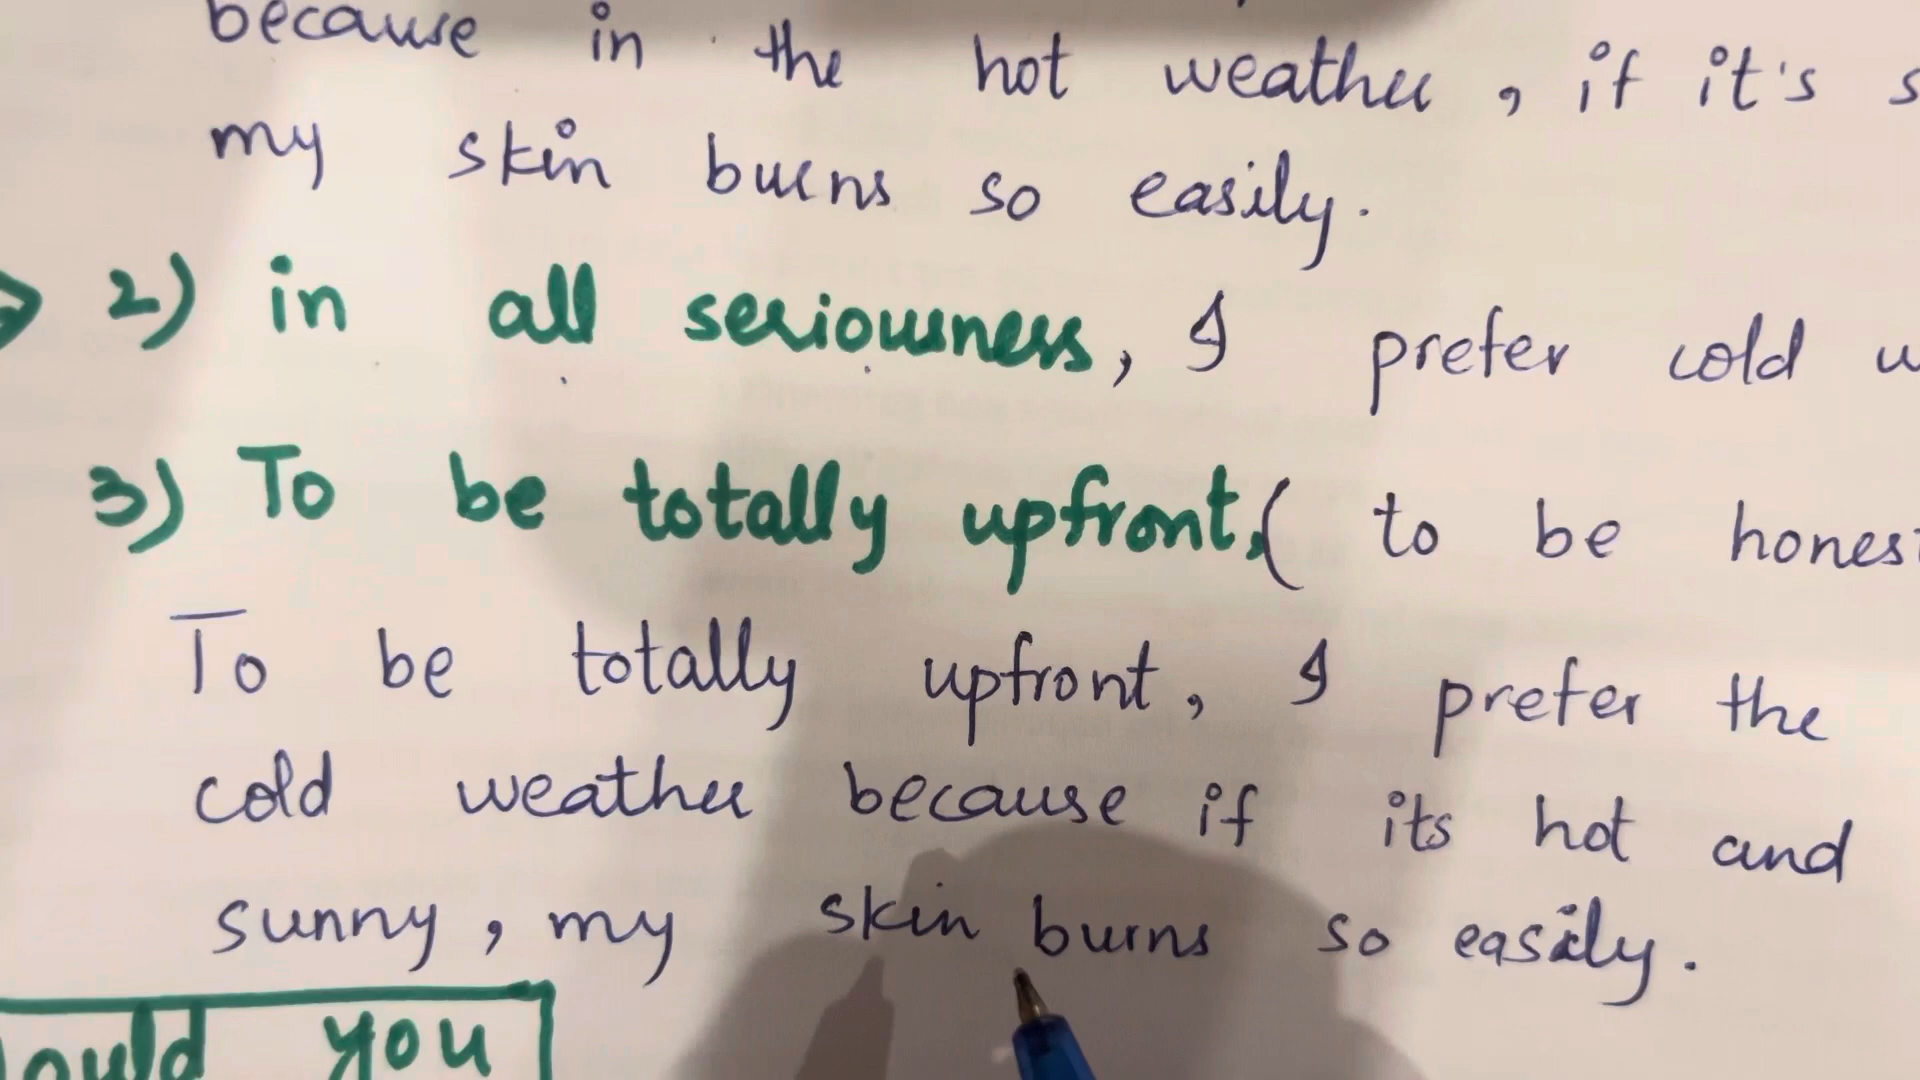 because in the hot weather, if it's s
my skin burns so easily.
2) in all seriousness, I prefer cold w
3) To be totally upfront, ( to be honest
To be totally upfront, I prefer the
cold weather because if its hot and
sunny, my skin burns so easily.
ould you